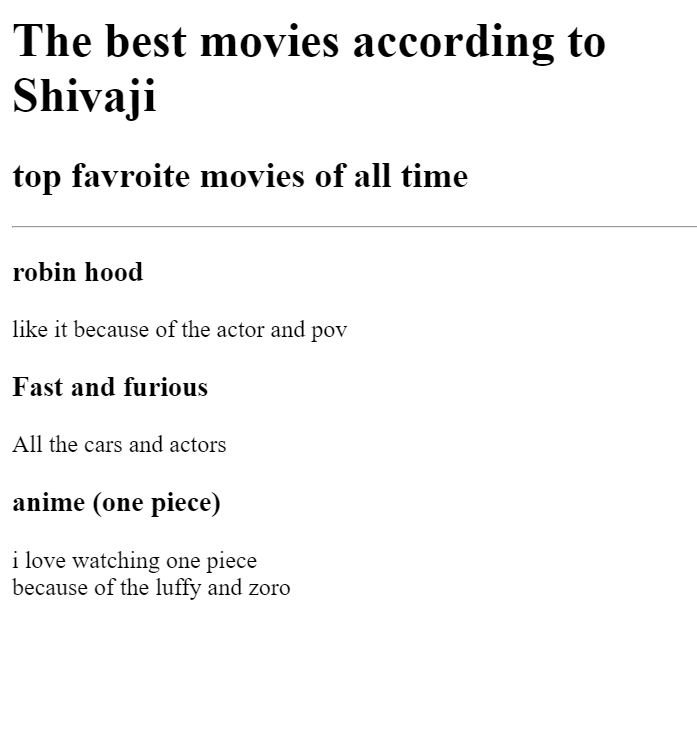 The best movies according to
Shivaji
top favroite movies of all time
robin hood
like it because of the actor and pov
Fast and furious
All the cars and actors
anime (one piece)
i love watching one piece
because of the luffy and zoro